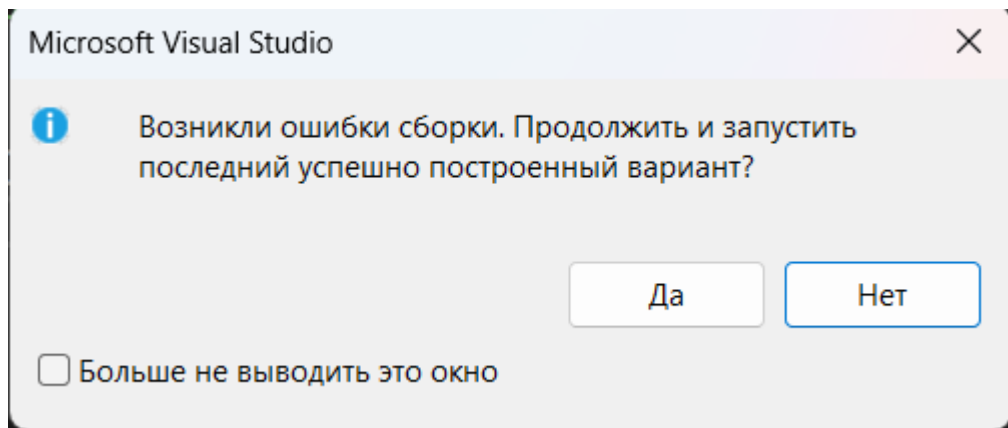 Microsoft Visual Studio
Возникли ошибки сборки. Продолжить и запустить
последний успешно построенный вариант?
Да
Нет
Больше не выводить это окно